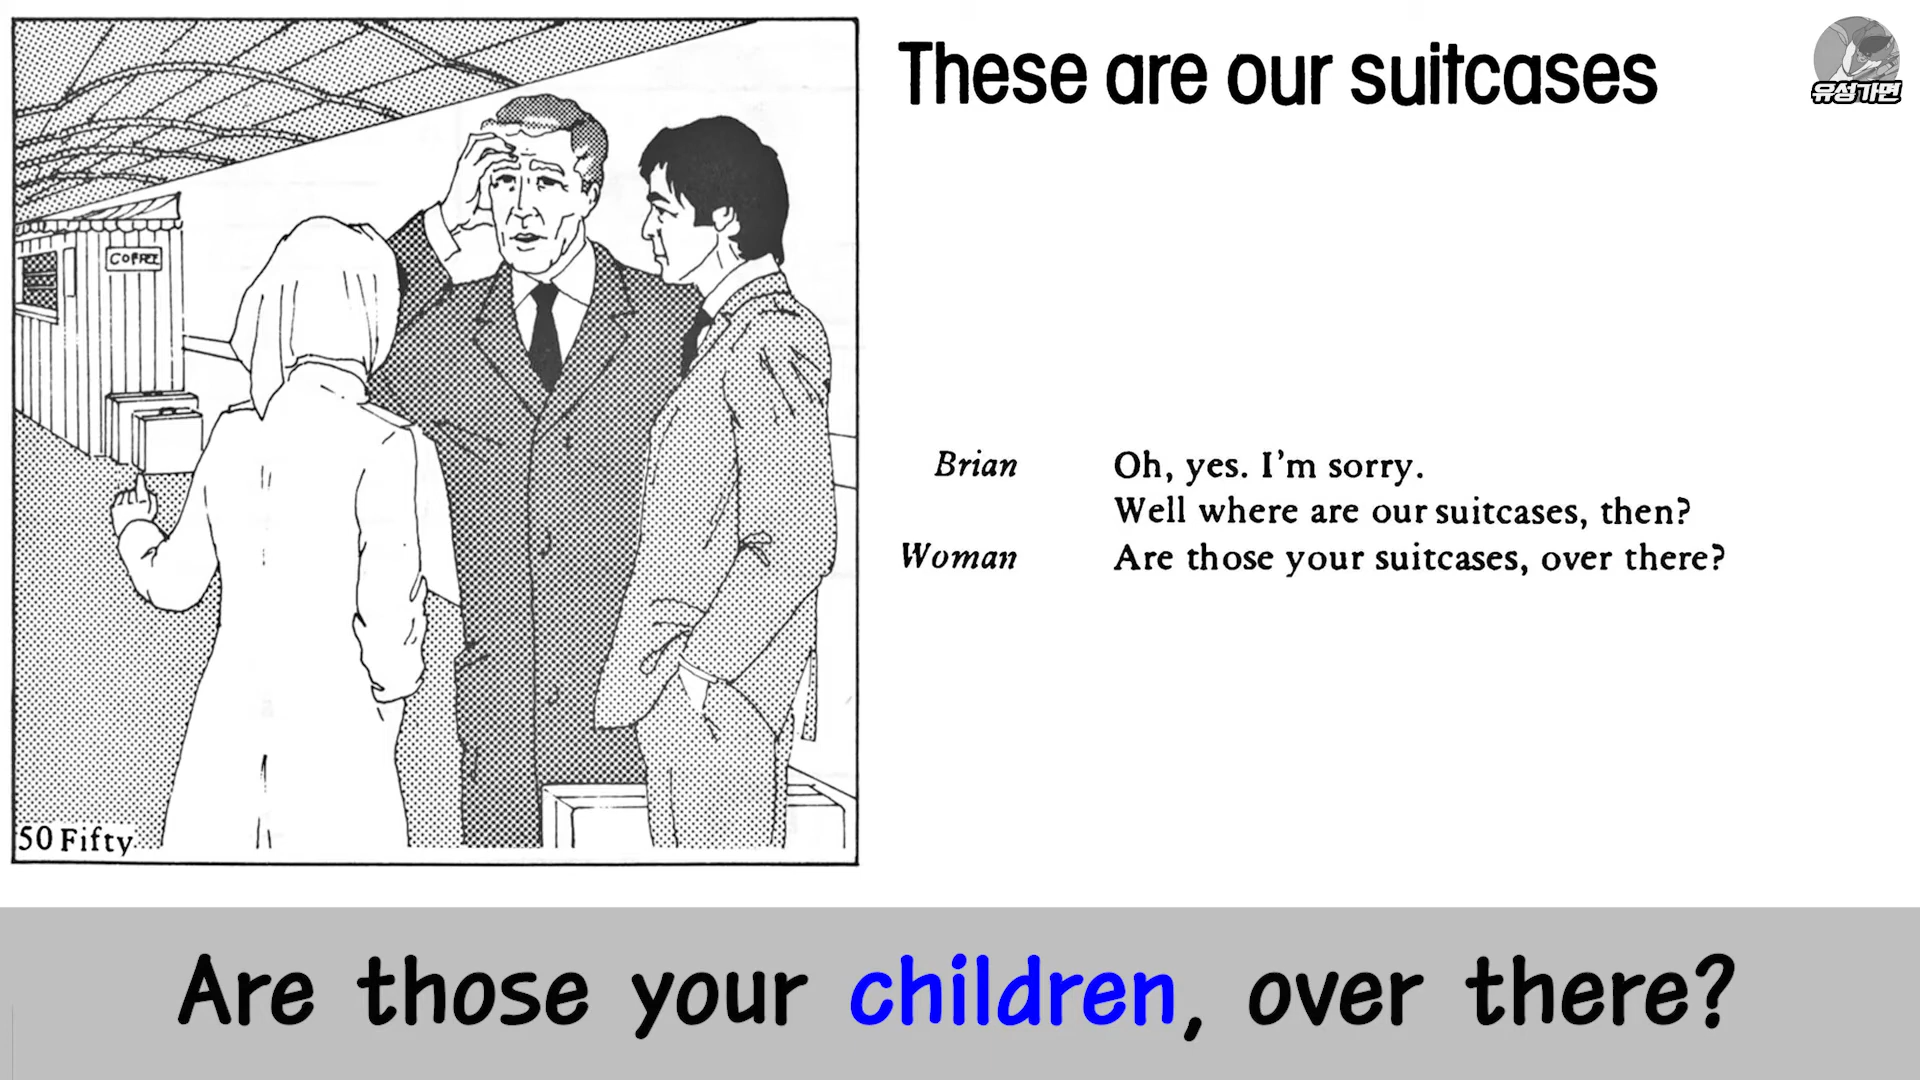 These are our suitcases
유성가면
COFFEE
Brian Oh, yes. I'm sorry.
Well where are our suitcases, then?
Woman Are those your suitcases, over there?
50 Fifty
Are those your children, over there?